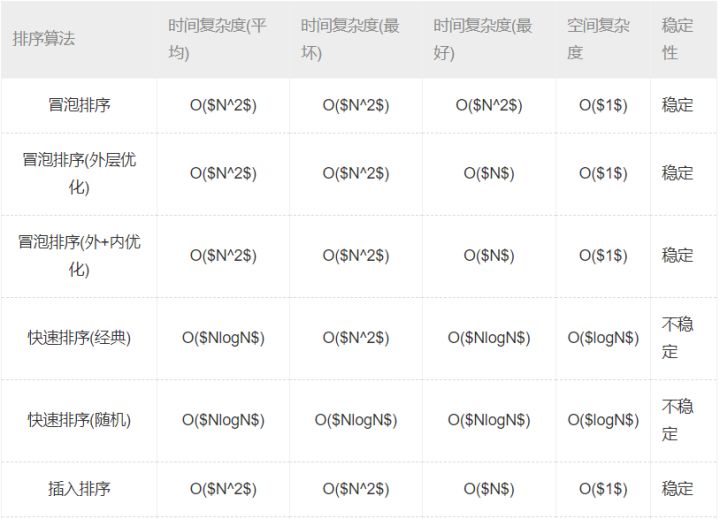 排序算法
时间复杂度(平
均)
时间复杂度(最
坏)
时间复杂度(最
好)
空间复杂
度
稳定
性
冒泡排序
O($N^2$)
O($N^2$)
O($N^2$)
O($1$)
稳定
冒泡排序(外层优
化)
O($N^2$)
O($N^2$)
O($N$)
O($1$)
稳定
冒泡排序(外+内优
化)
O($N^2$)
O($N^2$)
O($N$)
O($1$)
稳定
快速排序(经典)
O($NlogN$)
O($N^2$)
O($NlogN$)
O($logN$)
不稳
定
快速排序(随机)
O($NlogN$)
O($NlogN$)
O($NlogN$)
O($logN$)
不稳
定
插入排序
O($N^2$)
O($N^2$)
O($N$)
O($1$)
稳定